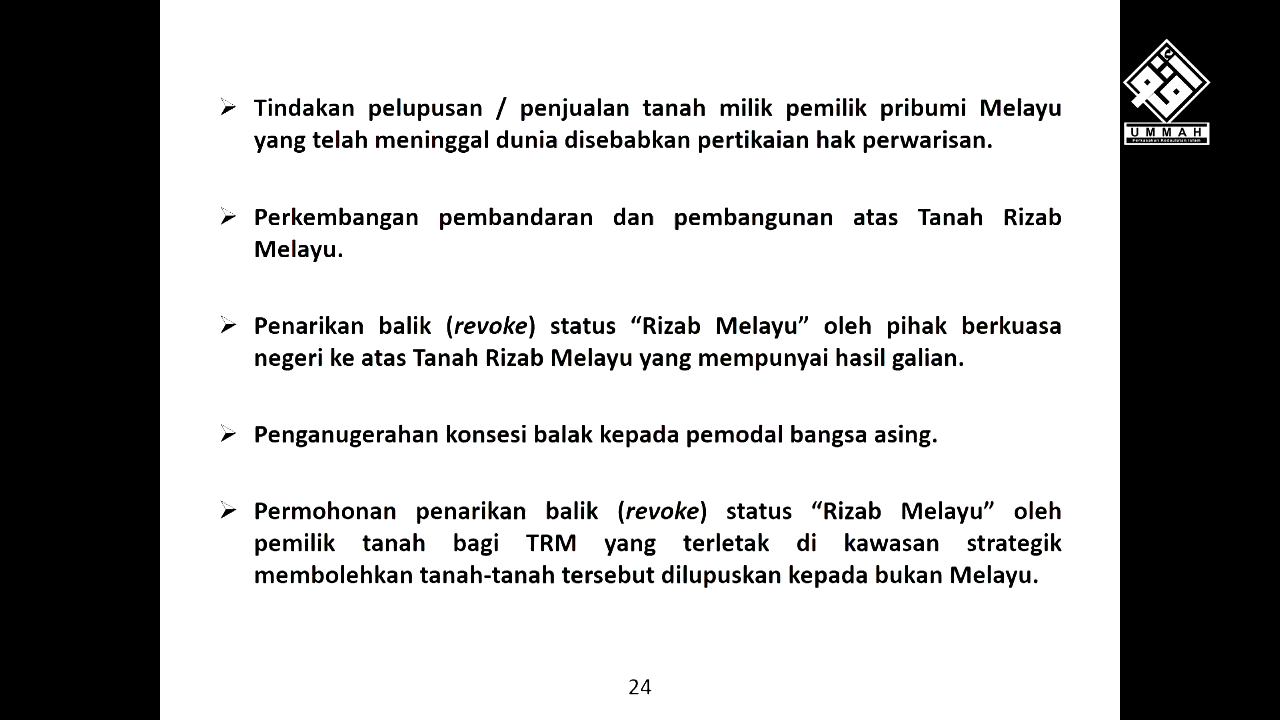 Tindakan pelupusan / penjualan tanah milik pemilik pribumi Melayu
yang telah meninggal dunia disebabkan pertikaian hak perwarisan.
Perkembangan pembandaran dan pembangunan atas Tanah Rizab
Melayu.
Penarikan balik (revoke) status “Rizab Melayu” oleh pihak berkuasa
negeri ke atas Tanah Rizab Melayu yang mempunyai hasil galian.
Penganugerahan konsesi balak kepada pemodal bangsa asing.
Permohonan penarikan balik (revoke) status “Rizab Melayu” oleh
pemilik tanah bagi TRM yang terletak di kawasan strategik
membolehkan tanah-tanah tersebut dilupuskan kepada bukan Melayu.
24
UMMAH
Perkasakan Kedaulatan Islam